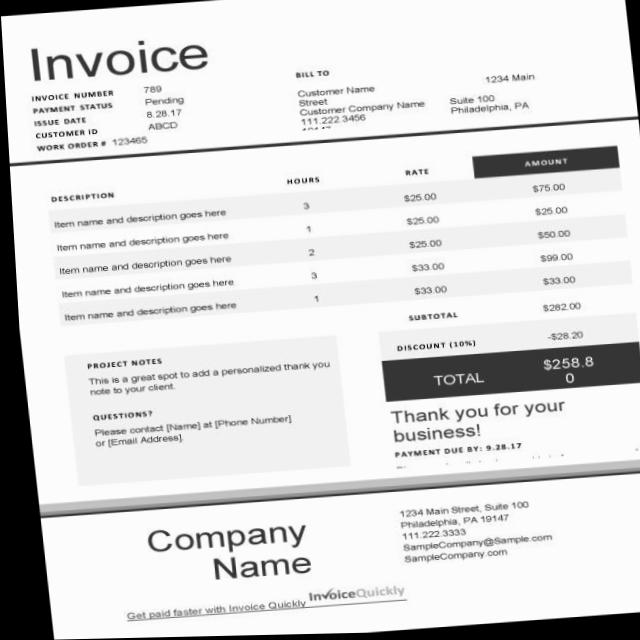 Invoice
INVOICE NUMBER 789
PAYMENT STATUS Pending
ISSUE DATE 8.28.17
CUSTOMER ID ABCD
WORK ORDER # 123465
BILL TO
Customer Name 1234 Main
Street
Customer Company Name Suite 100
111.222.3456 Philadelphia, PA
DESCRIPTION HOURS RATE AMOUNT
Item name and description goes here 3 $25.00 $75.00
Item name and description goes here 1 $25.00 $25.00
Item name and description goes here 2 $25.00 $50.00
Item name and description goes here 3 $33.00 $99.00
Item name and description goes here 1 $33.00 $33.00
SUBTOTAL $282.00
DISCOUNT (10%) -$28.20
TOTAL $258.8
0
PROJECT NOTES
This is a great spot to add a personalized thank you
note to your client.
QUESTIONS?
Please contact [Name] at [Phone Number]
or [Email Address].
Thank you for your
business!
PAYMENT DUE BY: 9.28.17
Company
Name
1234 Main Street, Suite 100
Philadelphia, PA 19147
111.222.3333
SampleCompany@Sample.com
SampleCompany.com
Get paid faster with Invoice Quickly InvoiceQuickly